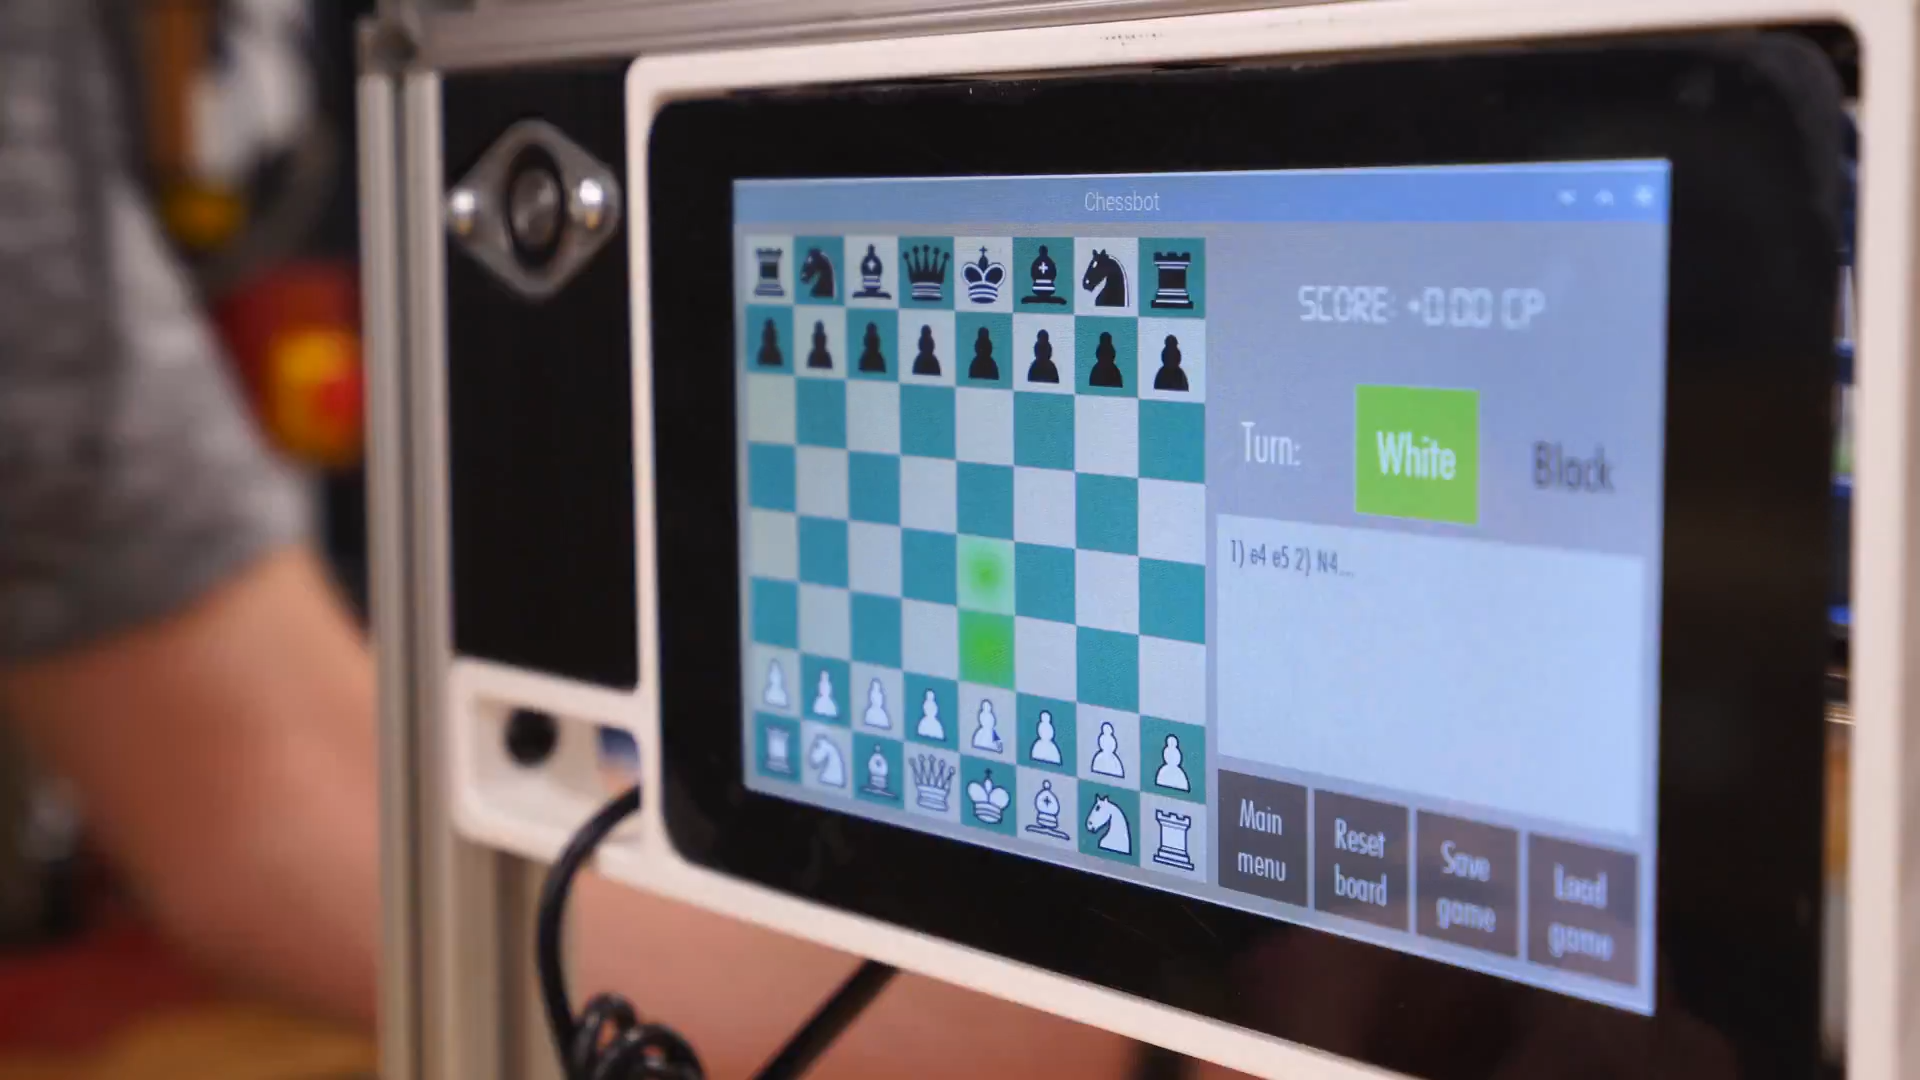 Chessbot
SCORE: +0.00 CP
Turn:
White
Black
1) e4 e5 2) N4...
Main
menu
Reset
board
Save
game
Load
game